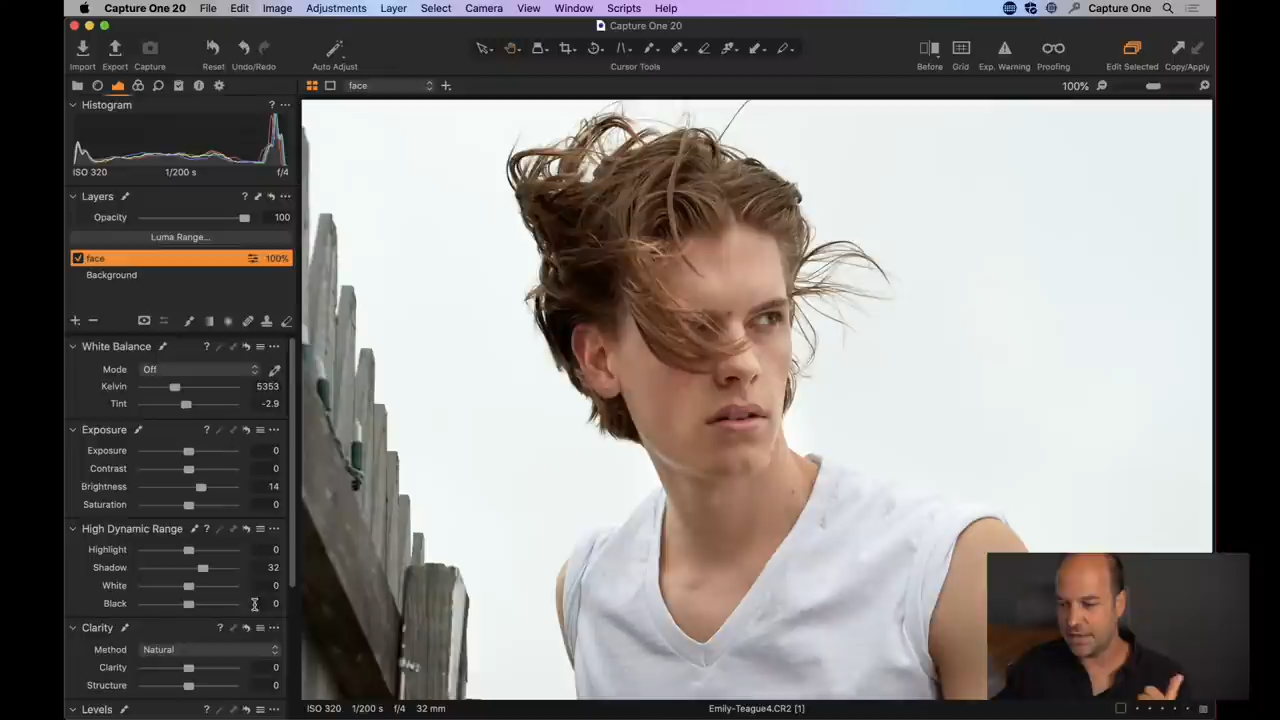 Capture One 20 File Edit Image Adjustments Layer Select Camera View Window Scripts Help Capture One
Capture One 20
Import Export Capture Reset Undo/Redo Auto Adjust Cursor Tools Before Grid Exp. Warning Proofing Edit Selected Copy/Apply
face 100%
Histogram ? ...
ISO 320 1/200 s f/4
Layers ? ...
Opacity 100
Luma Range...
face 100%
Background
White Balance ? ...
Mode Off
Kelvin 5353
Tint -2.9
Exposure ? ...
Exposure 0
Contrast 0
Brightness 14
Saturation 0
High Dynamic Range ? ...
Highlight 0
Shadow 32
White 0
Black 0
Clarity ? ...
Method Natural
Clarity 0
Structure 0
Levels ? ...
ISO 320 1/200 s f/4 32 mm Emily-Teague4.CR2 [1]